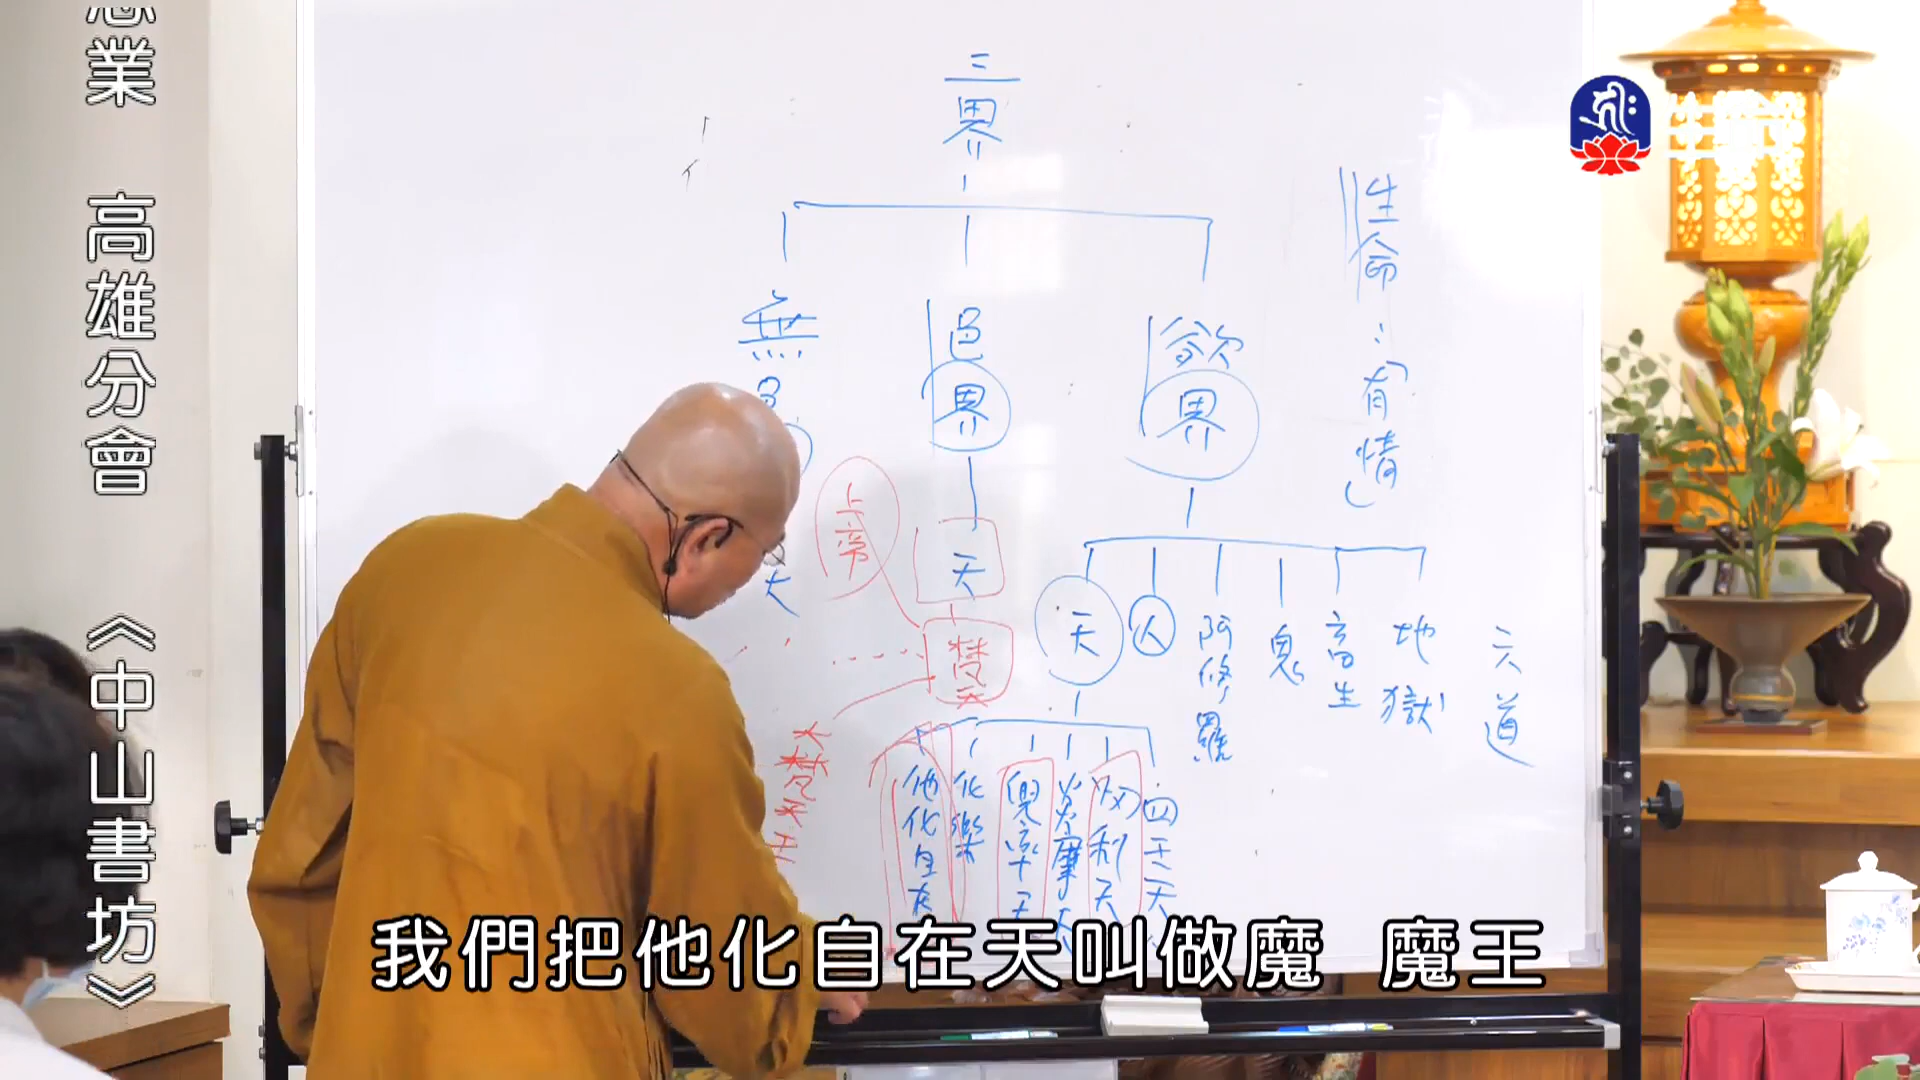 業 高雄分會 《中山書坊》
三界
無 色界 欲界
生命：(有情)
上帝
天
梵天
大梵天王
天 人 阿修羅 鬼 畜生 地獄
六道
他化自在
化樂
兜率天
炎摩天
忉利天
四王天
我們把他化自在天叫做魔 魔王